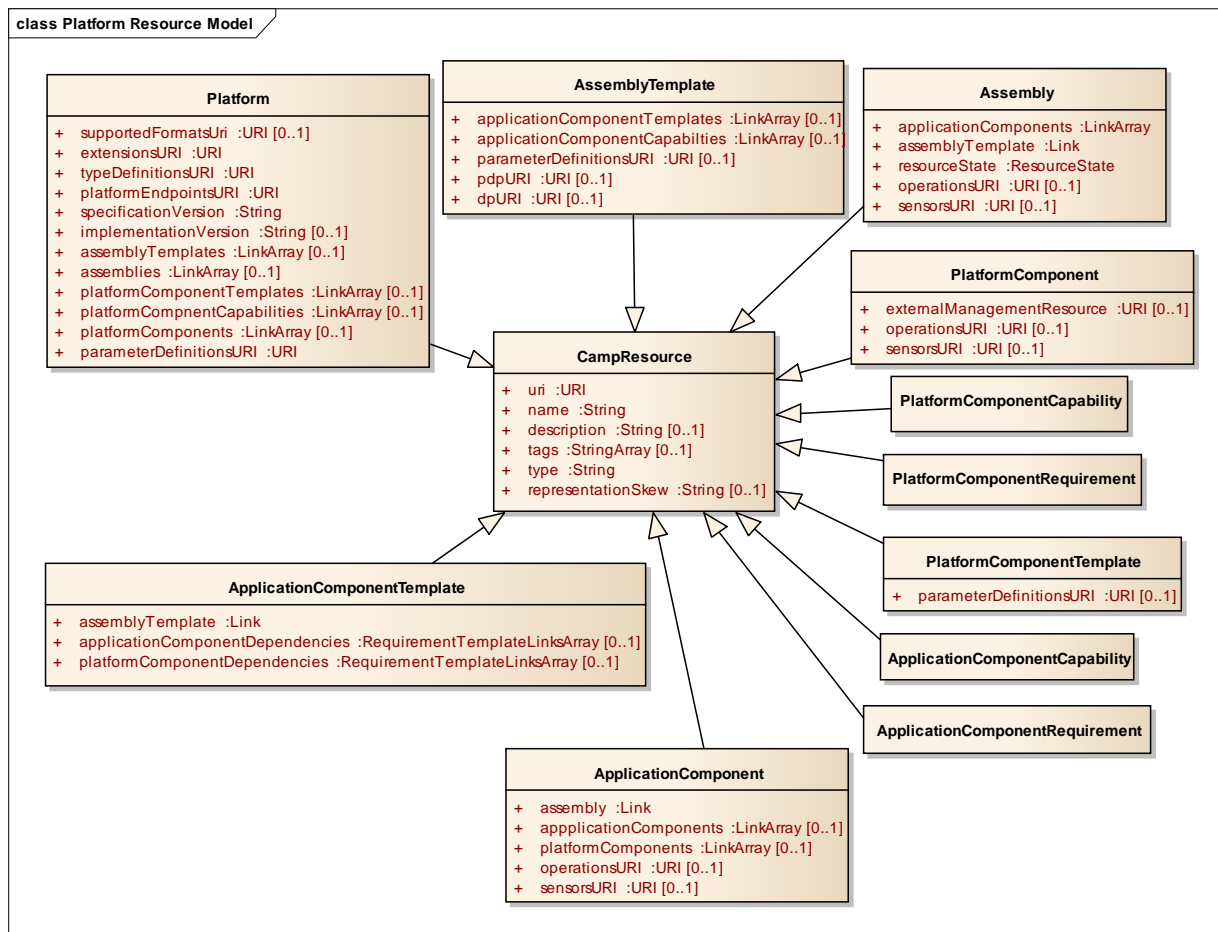 class Platform Resource Model
Platform
+ supportedFormatsUri :URI [0..1]
+ extensionsURI :URI
+ typeDefinitionsURI :URI
+ platformEndpointsURI :URI
+ specificationVersion :String
+ implementationVersion :String [0..1]
+ assemblyTemplates :LinkArray [0..1]
+ assemblies :LinkArray [0..1]
+ platformComponentTemplates :LinkArray [0..1]
+ platformCompnentCapabilities :LinkArray [0..1]
+ platformComponents :LinkArray [0..1]
+ parameterDefinitionsURI :URI
AssemblyTemplate
+ applicationComponentTemplates :LinkArray [0..1]
+ applicationComponentCapabilties :LinkArray [0..1]
+ parameterDefinitionsURI :URI [0..1]
+ pdpURI :URI [0..1]
+ dpURI :URI [0..1]
Assembly
+ applicationComponents :LinkArray
+ assemblyTemplate :Link
+ resourceState :ResourceState
+ operationsURI :URI [0..1]
+ sensorsURI :URI [0..1]
PlatformComponent
+ externalManagementResource :URI [0..1]
+ operationsURI :URI [0..1]
+ sensorsURI :URI [0..1]
CampResource
+ uri :URI
+ name :String
+ description :String [0..1]
+ tags :StringArray [0..1]
+ type :String
+ representationSkew :String [0..1]
PlatformComponentCapability
PlatformComponentRequirement
PlatformComponentTemplate
+ parameterDefinitionsURI :URI [0..1]
ApplicationComponentTemplate
+ assemblyTemplate :Link
+ applicationComponentDependencies :RequirementTemplateLinksArray [0..1]
+ platformComponentDependencies :RequirementTemplateLinksArray [0..1]
ApplicationComponentCapability
ApplicationComponentRequirement
ApplicationComponent
+ assembly :Link
+ appplicationComponents :LinkArray [0..1]
+ platformComponents :LinkArray [0..1]
+ operationsURI :URI [0..1]
+ sensorsURI :URI [0..1]